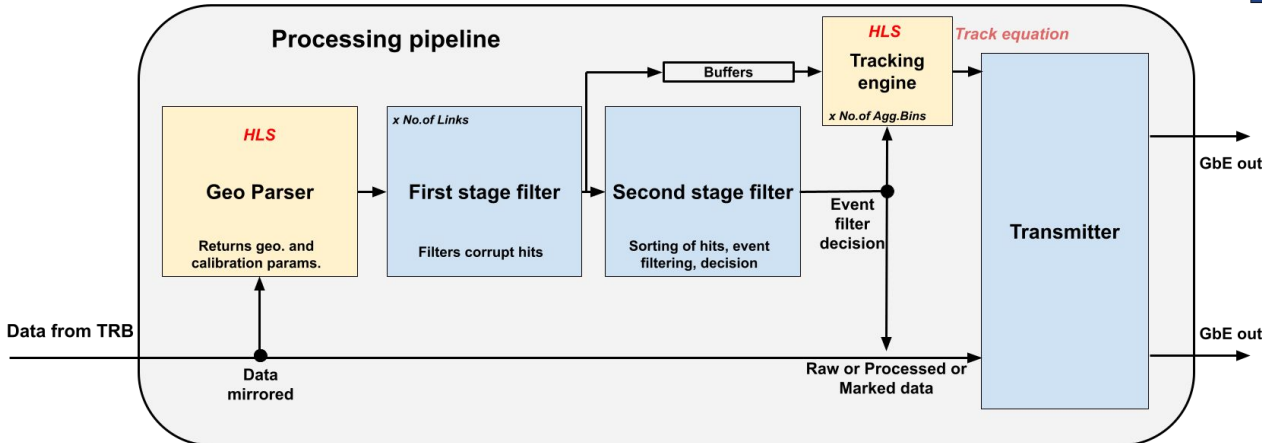 Processing pipeline
HLS
Track equation
Tracking
engine
x No.of Agg.Bins
Buffers
HLS
Geo Parser
Returns geo. and
calibration params.
x No.of Links
First stage filter
Filters corrupt hits
Second stage filter
Sorting of hits, event
filtering, decision
Event
filter
decision
Transmitter
GbE out
GbE out
Data from TRB
Data
mirrored
Raw or Processed or
Marked data